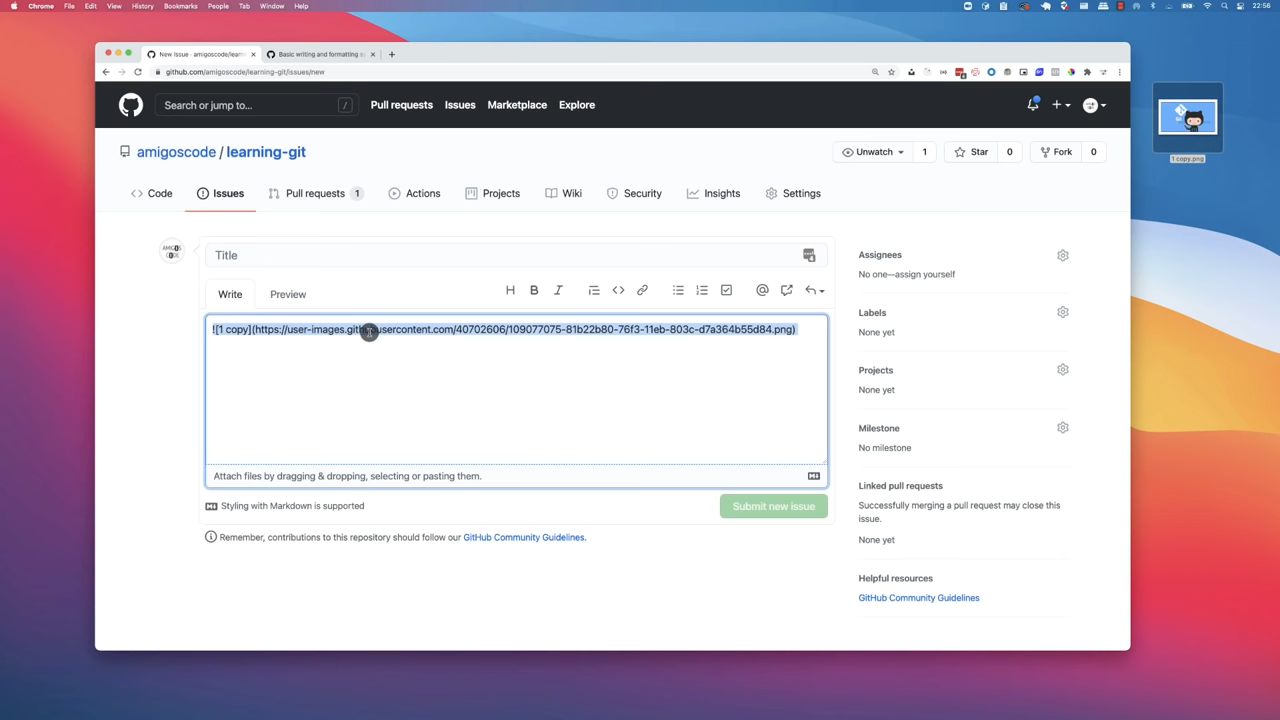 Chrome File Edit View History Bookmarks People Tab Window Help 22:56
New Issue · amigoscode/learn
Basic writing and formatting s
github.com/amigoscode/learning-git/issues/new
Search or jump to... /
Pull requests Issues Marketplace Explore
1 copy.png
amigoscode / learning-git
Unwatch 1 Star 0 Fork 0
Code Issues Pull requests 1 Actions Projects Wiki Security Insights Settings
AMIGOS CODE
Title
Assignees
No one—assign yourself
Write Preview H B I
Labels
None yet
![1 copy](https://user-images.githubusercontent.com/40702606/109077075-81b22b80-76f3-11eb-803c-d7a364b55d84.png)
Projects
None yet
Milestone
No milestone
Attach files by dragging & dropping, selecting or pasting them.
Linked pull requests
Successfully merging a pull request may close this
issue.
None yet
Styling with Markdown is supported
Submit new issue
Remember, contributions to this repository should follow our GitHub Community Guidelines.
Helpful resources
GitHub Community Guidelines